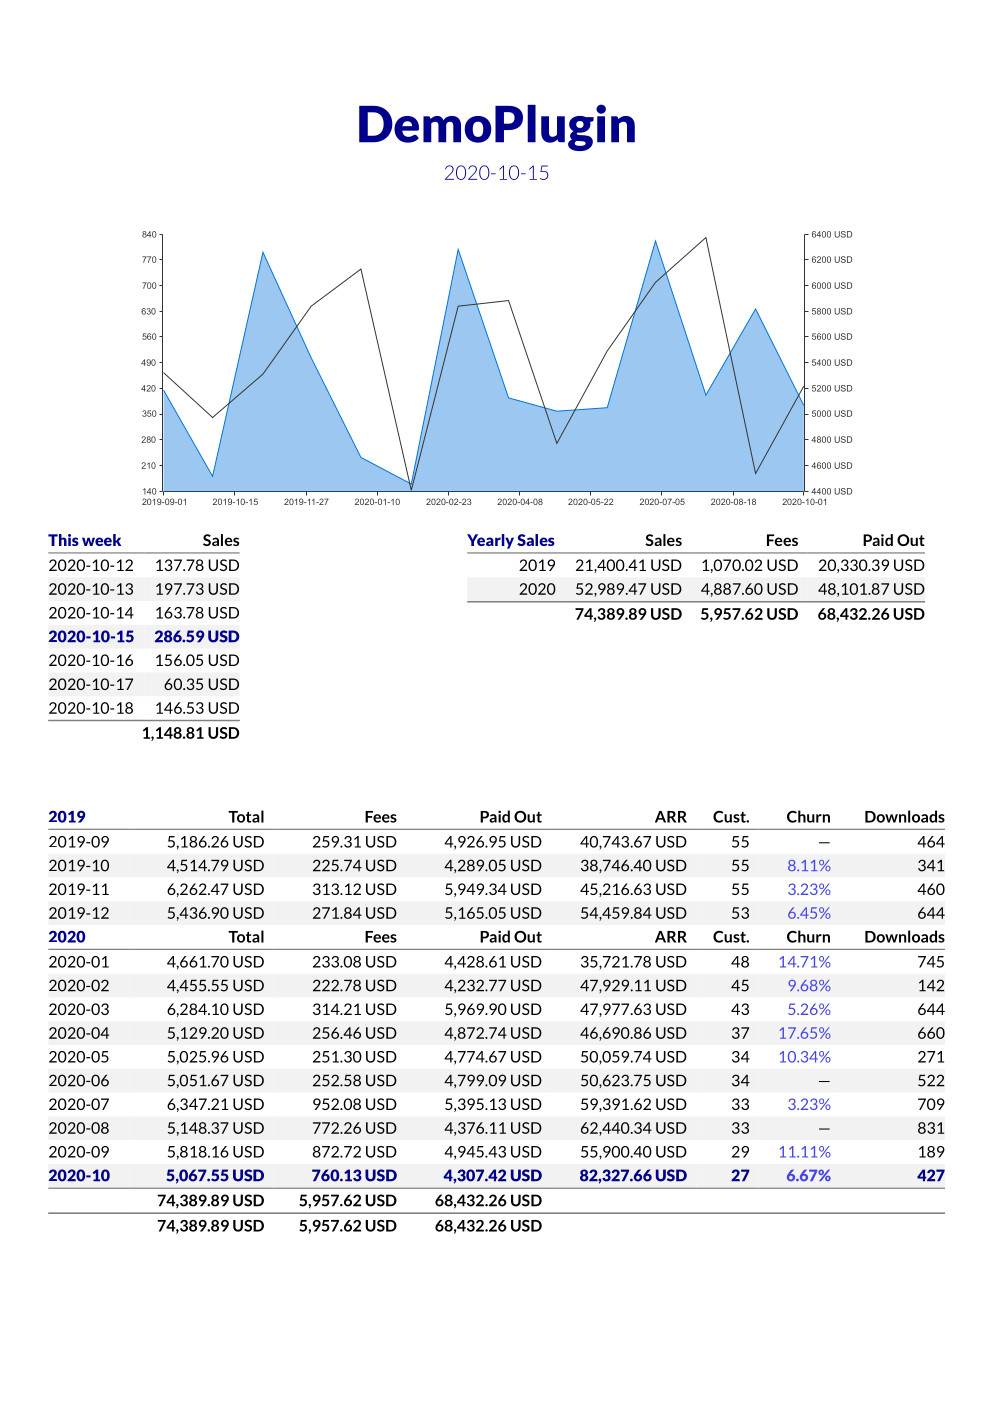 DemoPlugin
2020-10-15
840 6400 USD
770 6200 USD
700 6000 USD
630 5800 USD
560 5600 USD
490 5400 USD
420 5200 USD
350 5000 USD
280 4800 USD
210 4600 USD
140 4400 USD
2019-09-01 2019-10-15 2019-11-27 2020-01-10 2020-02-23 2020-04-08 2020-05-22 2020-07-05 2020-08-18 2020-10-01
This week Sales
2020-10-12 137.78 USD
2020-10-13 197.73 USD
2020-10-14 163.78 USD
2020-10-15 286.59 USD
2020-10-16 156.05 USD
2020-10-17 60.35 USD
2020-10-18 146.53 USD
1,148.81 USD
Yearly Sales Sales Fees Paid Out
2019 21,400.41 USD 1,070.02 USD 20,330.39 USD
2020 52,989.47 USD 4,887.60 USD 48,101.87 USD
74,389.89 USD 5,957.62 USD 68,432.26 USD
2019 Total Fees Paid Out ARR Cust. Churn Downloads
2019-09 5,186.26 USD 259.31 USD 4,926.95 USD 40,743.67 USD 55 — 464
2019-10 4,514.79 USD 225.74 USD 4,289.05 USD 38,746.40 USD 55 8.11% 341
2019-11 6,262.47 USD 313.12 USD 5,949.34 USD 45,216.63 USD 55 3.23% 460
2019-12 5,436.90 USD 271.84 USD 5,165.05 USD 54,459.84 USD 53 6.45% 644
2020 Total Fees Paid Out ARR Cust. Churn Downloads
2020-01 4,661.70 USD 233.08 USD 4,428.61 USD 35,721.78 USD 48 14.71% 745
2020-02 4,455.55 USD 222.78 USD 4,232.77 USD 47,929.11 USD 45 9.68% 142
2020-03 6,284.10 USD 314.21 USD 5,969.90 USD 47,977.63 USD 43 5.26% 644
2020-04 5,129.20 USD 256.46 USD 4,872.74 USD 46,690.86 USD 37 17.65% 660
2020-05 5,025.96 USD 251.30 USD 4,774.67 USD 50,059.74 USD 34 10.34% 271
2020-06 5,051.67 USD 252.58 USD 4,799.09 USD 50,623.75 USD 34 — 522
2020-07 6,347.21 USD 952.08 USD 5,395.13 USD 59,391.62 USD 33 3.23% 709
2020-08 5,148.37 USD 772.26 USD 4,376.11 USD 62,440.34 USD 33 — 831
2020-09 5,818.16 USD 872.72 USD 4,945.43 USD 55,900.40 USD 29 11.11% 189
2020-10 5,067.55 USD 760.13 USD 4,307.42 USD 82,327.66 USD 27 6.67% 427
74,389.89 USD 5,957.62 USD 68,432.26 USD
74,389.89 USD 5,957.62 USD 68,432.26 USD